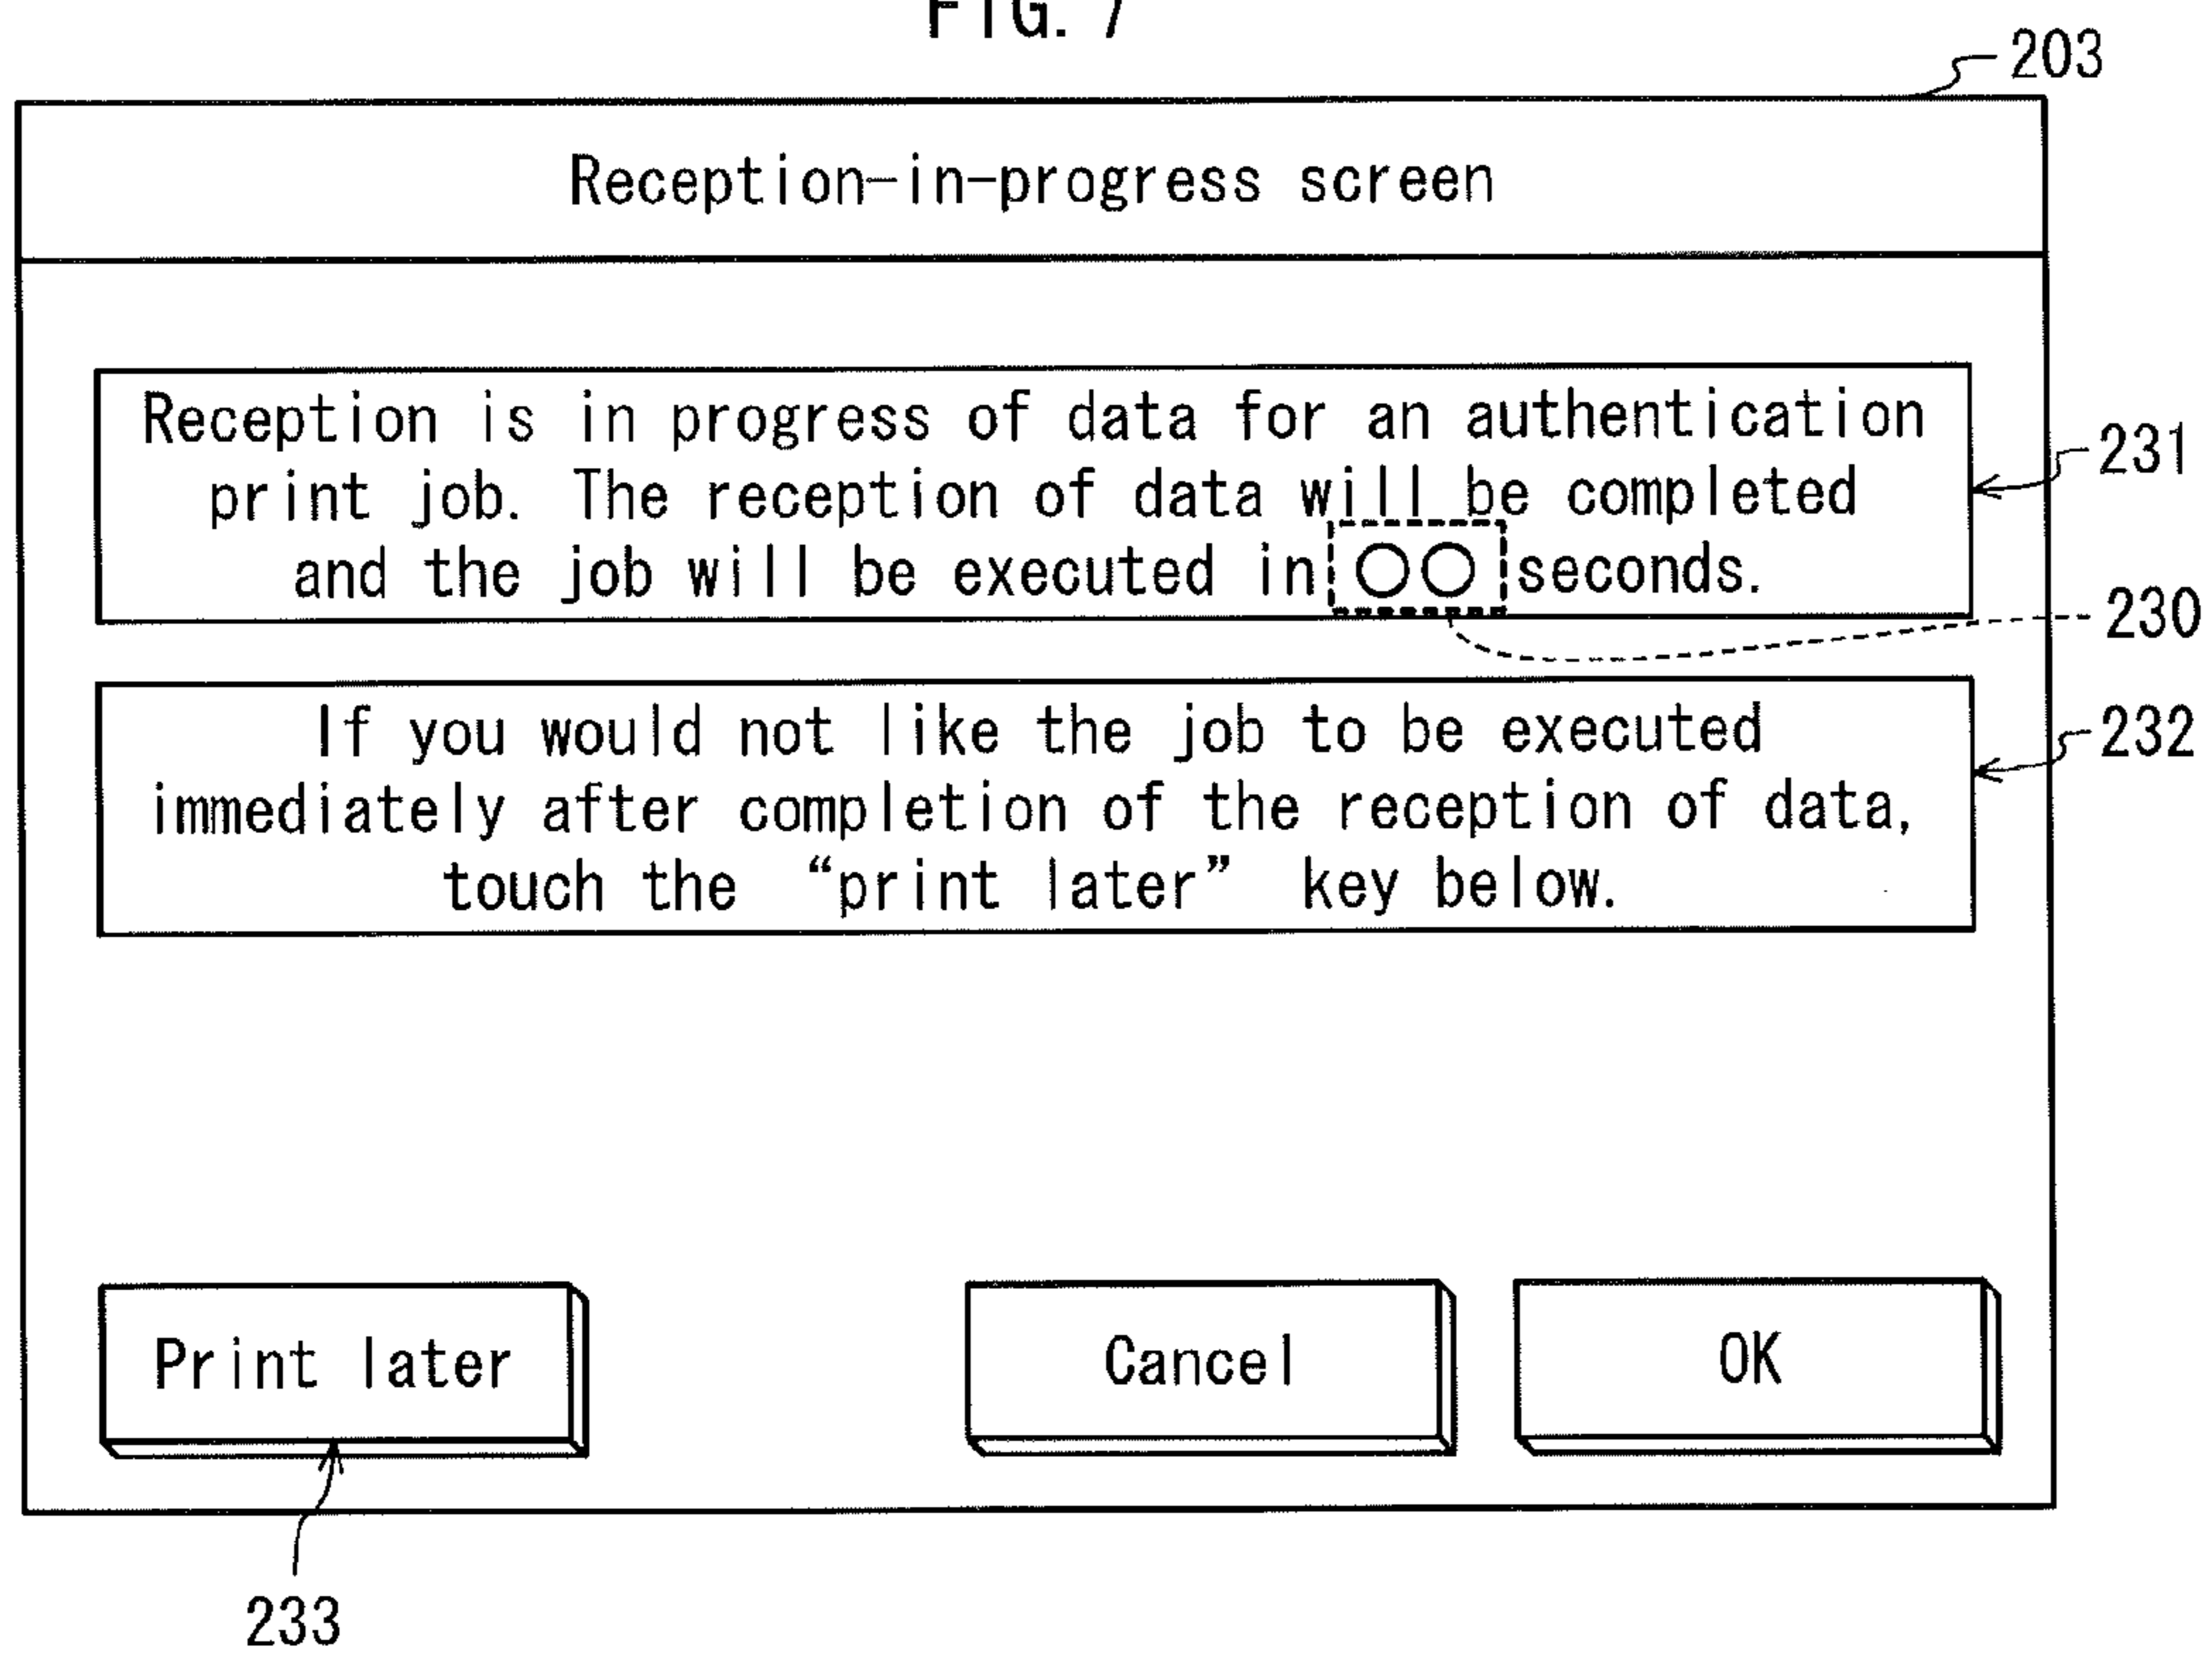 FIG. 7
203
Reception-in-progress screen
Reception is in progress of data for an authentication
print job. The reception of data will be completed
and the job will be executed in ○○ seconds.
231
230
If you would not like the job to be executed
immediately after completion of the reception of data,
touch the “print later” key below.
232
Print later
Cancel
OK
233